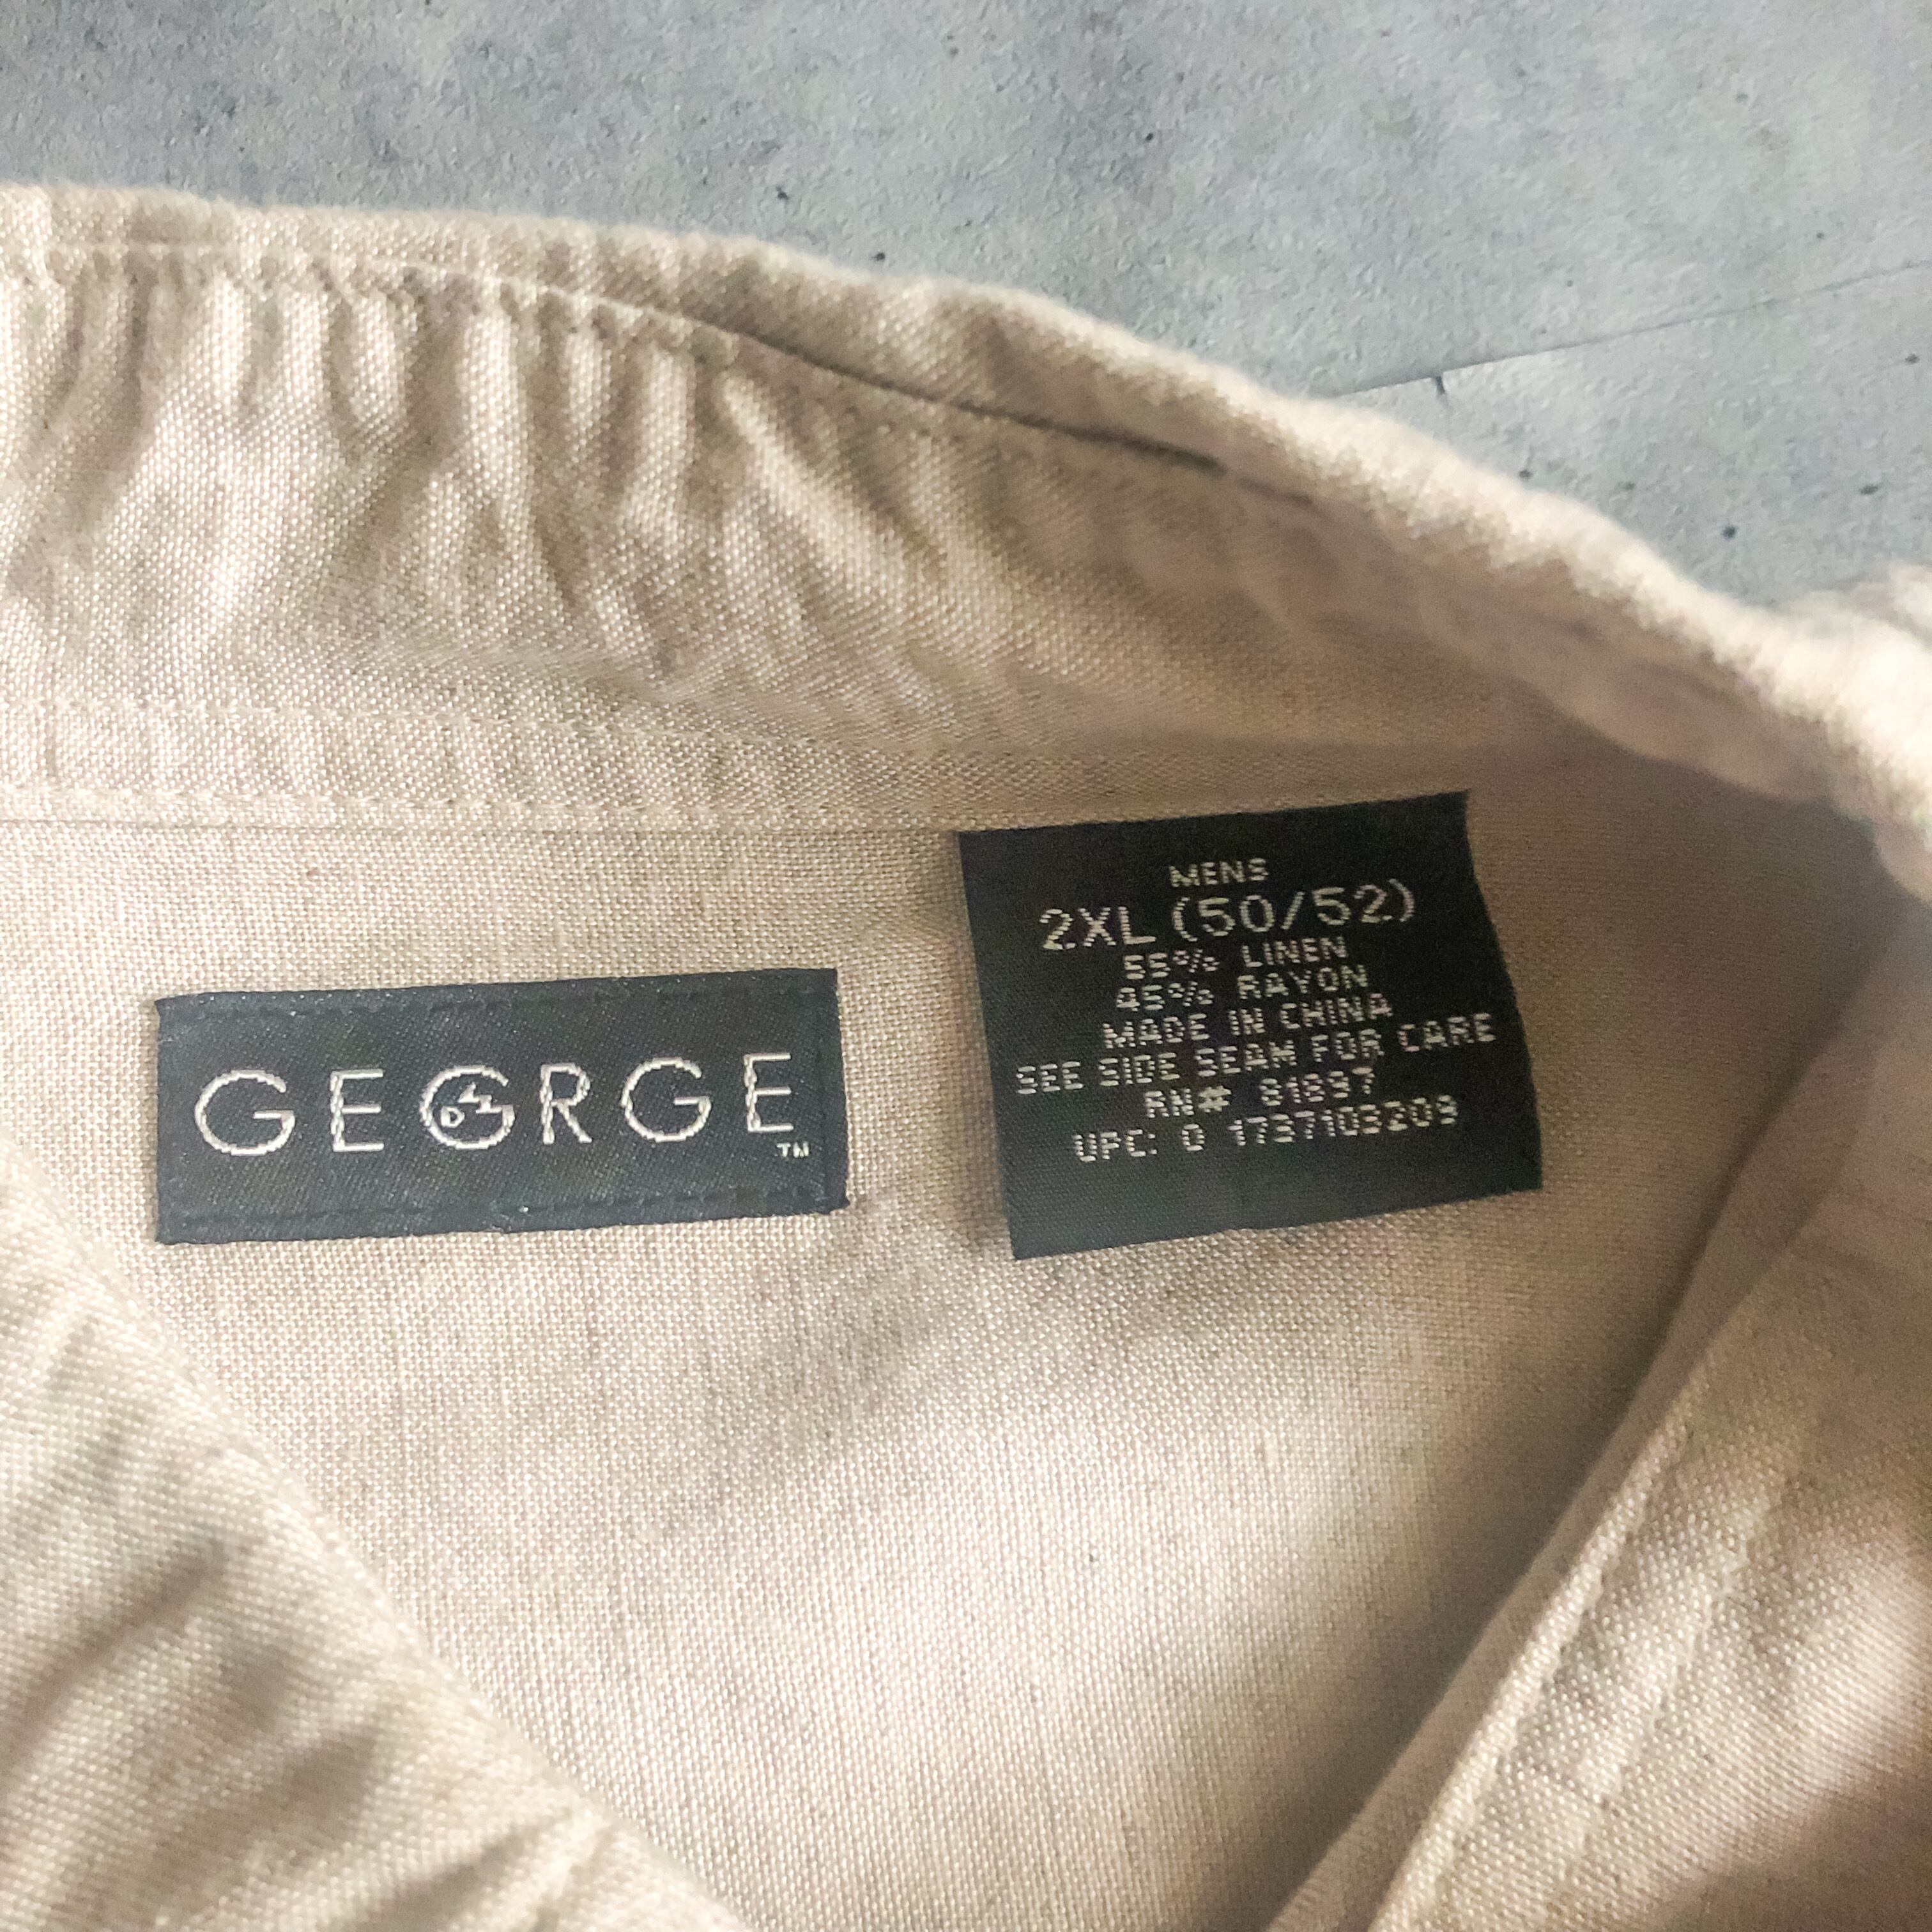 GEORGE
TM
MENS
2XL (50/52)
55% LINEN
45% RAYON
MADE IN CHINA
SEE SIDE SEAM FOR CARE
RN# 81897
UPC: 0 1737103209